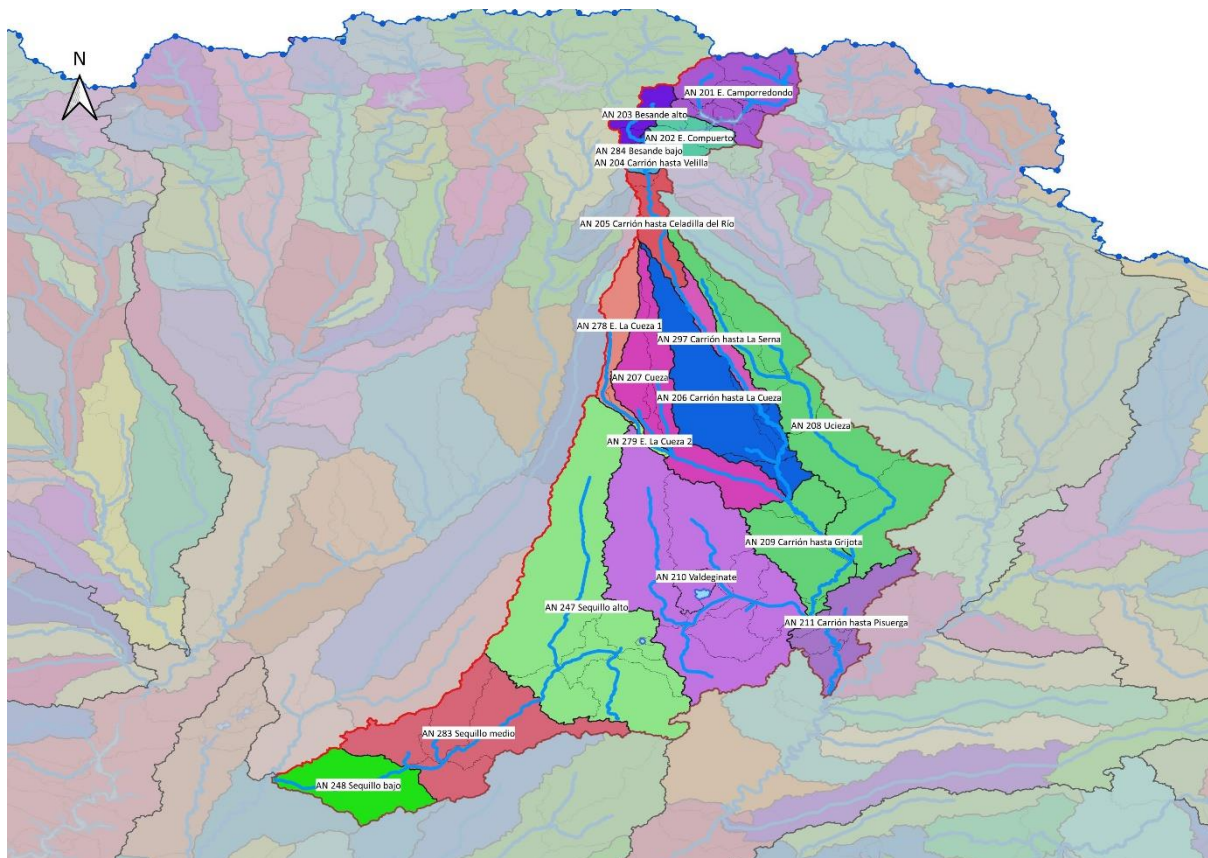 N
AN 201 E. Camporredondo
AN 203 Besande alto
AN 202 E. Compuerto
AN 284 Besande bajo
AN 204 Carrión hasta Velilla
AN 205 Carrión hasta Celadilla del Río
AN 278 E. La Cueza 1
AN 297 Carrión hasta La Serna
AN 207 Cueza
AN 206 Carrión hasta La Cueza
AN 208 Ucieza
AN 279 E. La Cueza 2
AN 209 Carrión hasta Grijota
AN 210 Valdeginate
AN 247 Sequillo alto
AN 211 Carrión hasta Pisuerga
AN 283 Sequillo medio
AN 248 Sequillo bajo